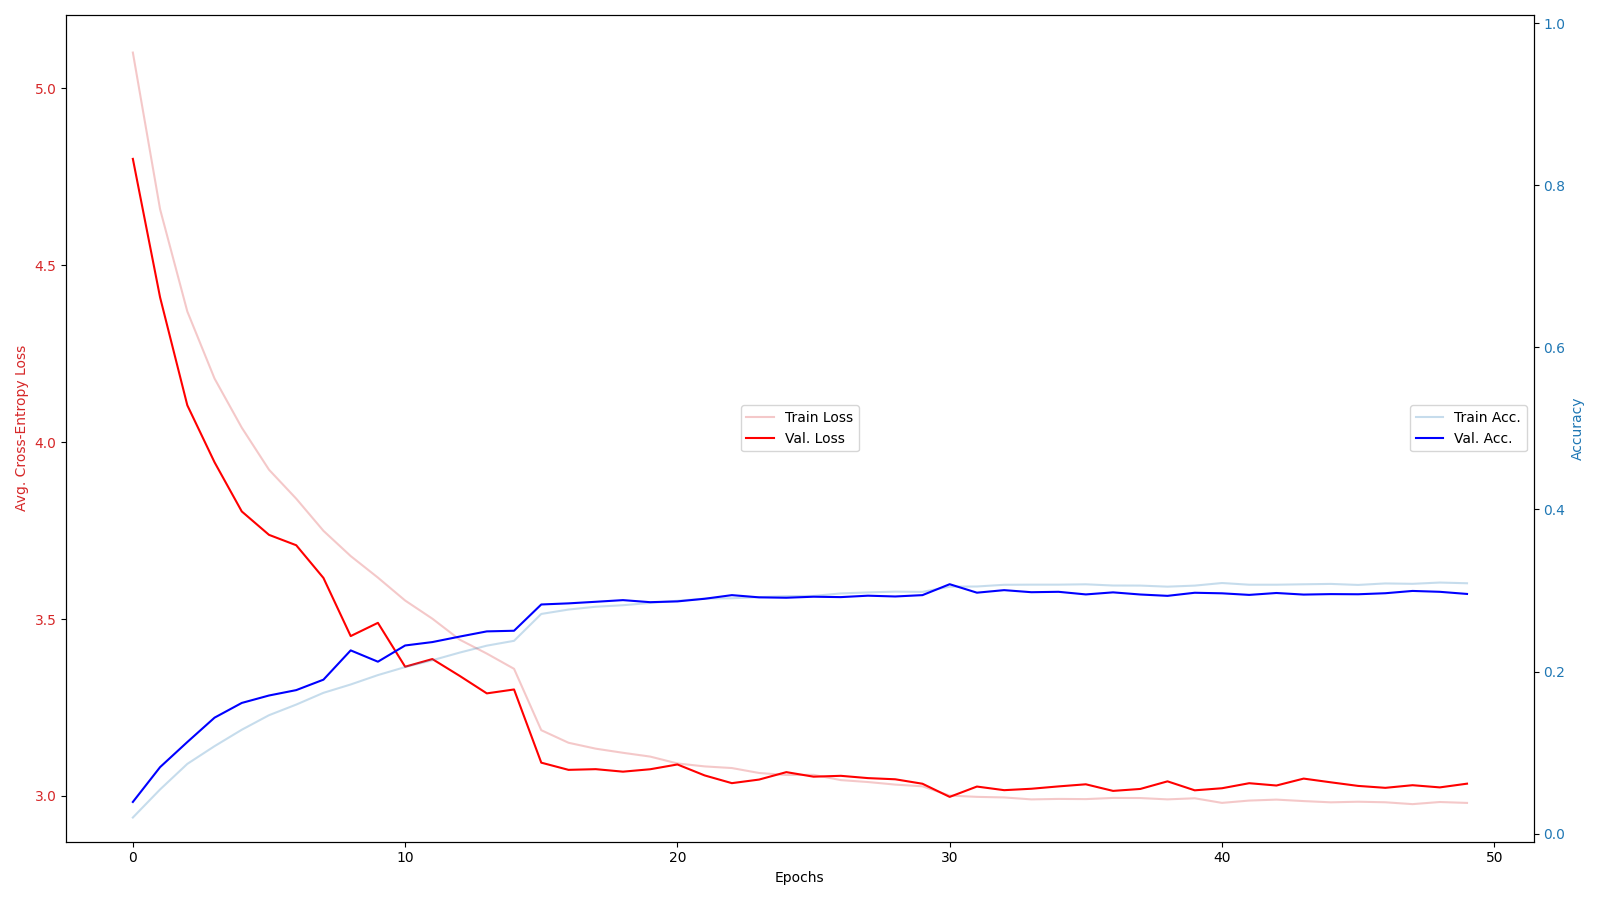 Avg. Cross-Entropy Loss
5.0
4.5
4.0
3.5
3.0
Train Loss
Val. Loss
Train Acc.
Val. Acc.
1.0
0.8
0.6
0.4
0.2
0.0
Accuracy
0 10 20 30 40 50
Epochs